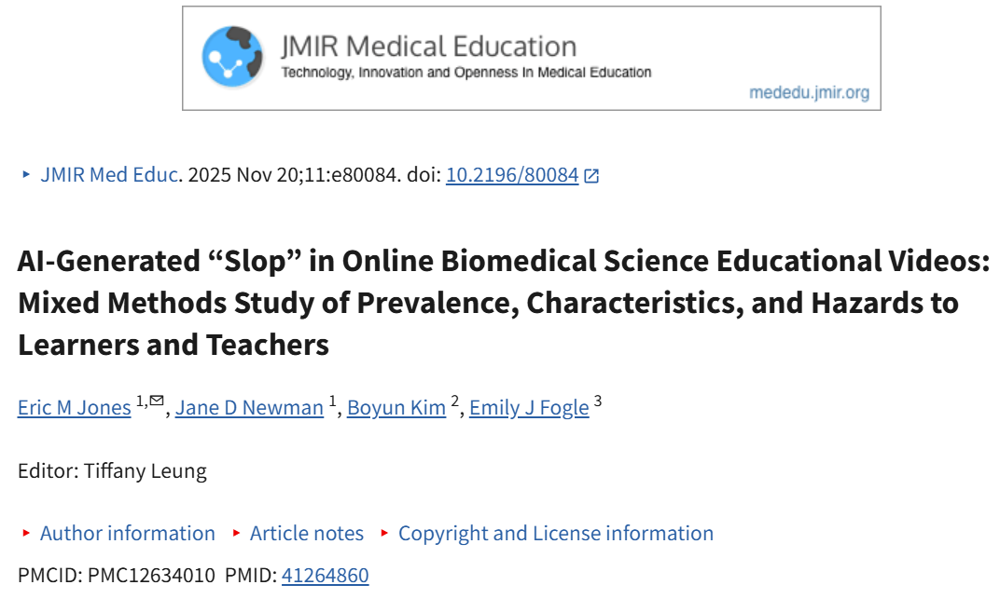 JMIR Medical Education
Technology, Innovation and Openness In Medical Education
mededu.jmir.org
‣ JMIR Med Educ. 2025 Nov 20;11:e80084. doi: 10.2196/80084
AI-Generated “Slop” in Online Biomedical Science Educational Videos:
Mixed Methods Study of Prevalence, Characteristics, and Hazards to
Learners and Teachers
Eric M Jones 1,✉, Jane D Newman 1, Boyun Kim 2, Emily J Fogle 3
Editor: Tiffany Leung
‣ Author information ‣ Article notes ‣ Copyright and License information
PMCID: PMC12634010 PMID: 41264860